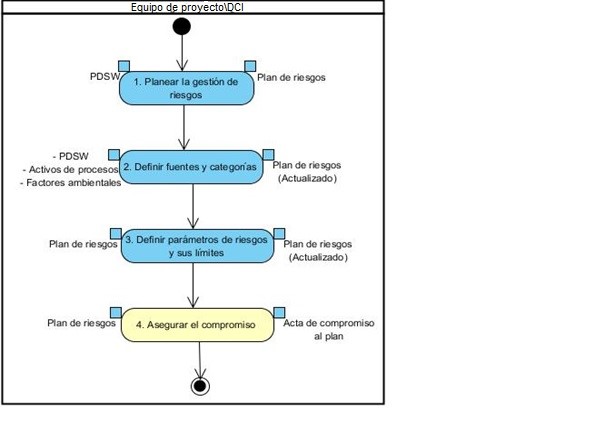 Equipo de proyecto\DCI
PDSW
1. Planear la gestión de
riesgos
Plan de riesgos
- PDSW
- Activos de procesos
- Factores ambientales
2. Definir fuentes y categorías
Plan de riesgos
(Actualizado)
Plan de riesgos
3. Definir parámetros de riesgos
y sus límites
Plan de riesgos
(Actualizado)
Plan de riesgos
4. Asegurar el compromiso
Acta de compromiso
al plan